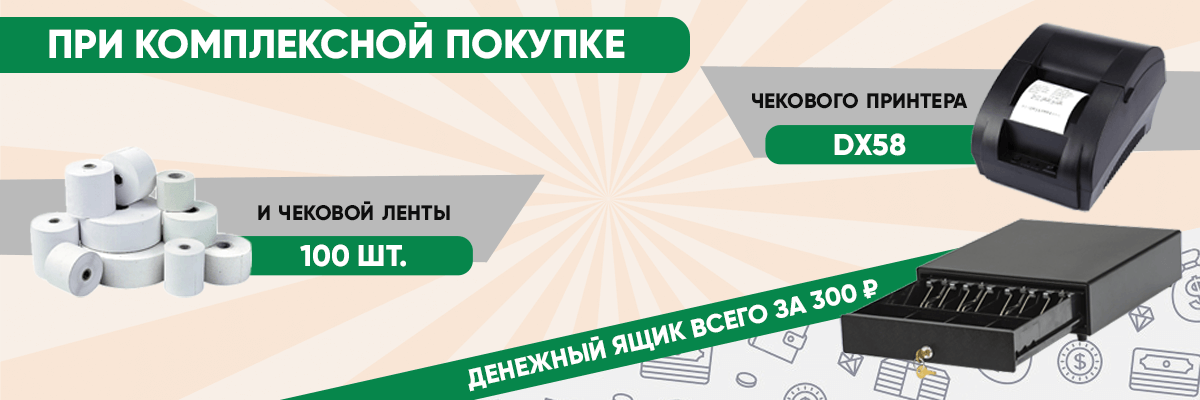 ПРИ КОМПЛЕКСНОЙ ПОКУПКЕ
ЧЕКОВОГО ПРИНТЕРА
DX58
И ЧЕКОВОЙ ЛЕНТЫ
100 ШТ.
ДЕНЕЖНЫЙ ЯЩИК ВСЕГО ЗА 300 ₽